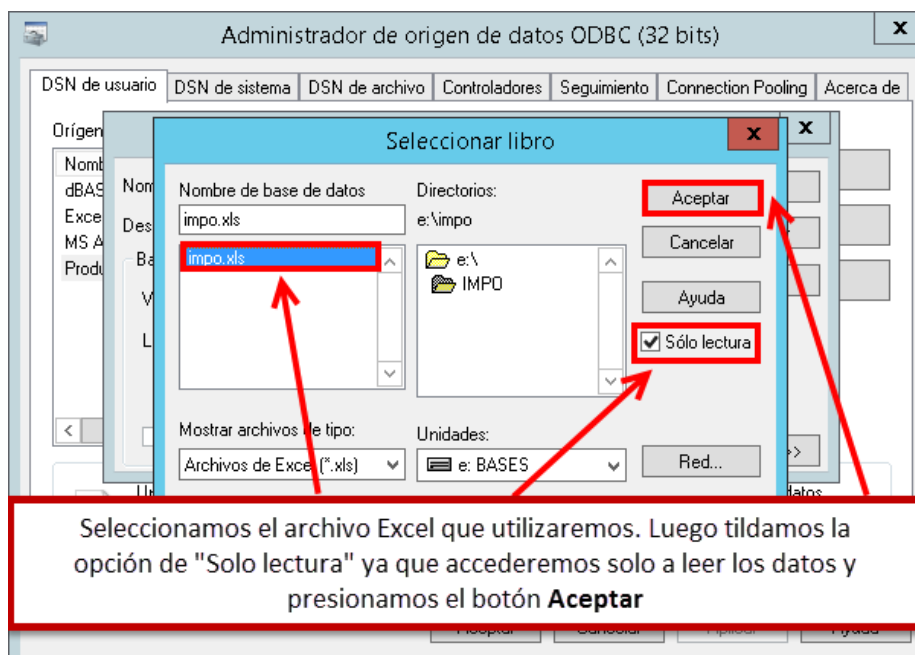 Administrador de origen de datos ODBC (32 bits)
x
DSN de usuario DSN de sistema DSN de archivo Controladores Seguimiento Connection Pooling Acerca de
x
Seleccionar libro
x
Nombre de base de datos
Directorios:
Aceptar
impo.xls
e:\impo
impo.xls
e:\
Cancelar
IMPO
Ayuda
Sólo lectura
MS A
Mostrar archivos de tipo:
Unidades:
Archivos de Excel (*.xls)
e: BASES
Red...
>>
Seleccionamos el archivo Excel que utilizaremos. Luego tildamos la
opción de "Solo lectura" ya que accederemos solo a leer los datos y
presionamos el botón Aceptar